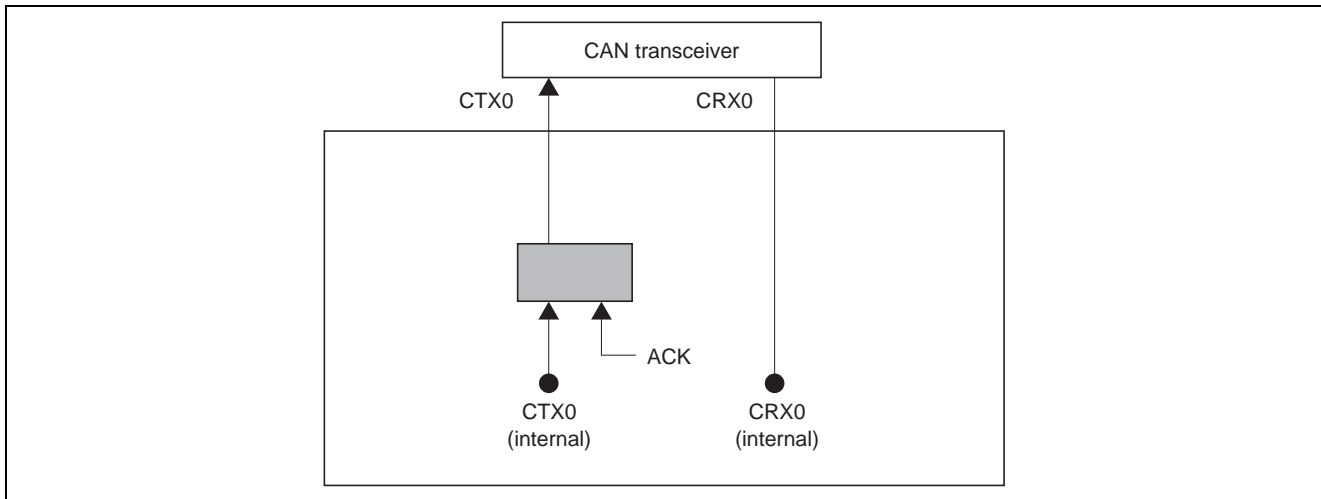 CAN transceiver
CTX0
CRX0
ACK
CTX0
(internal)
CRX0
(internal)